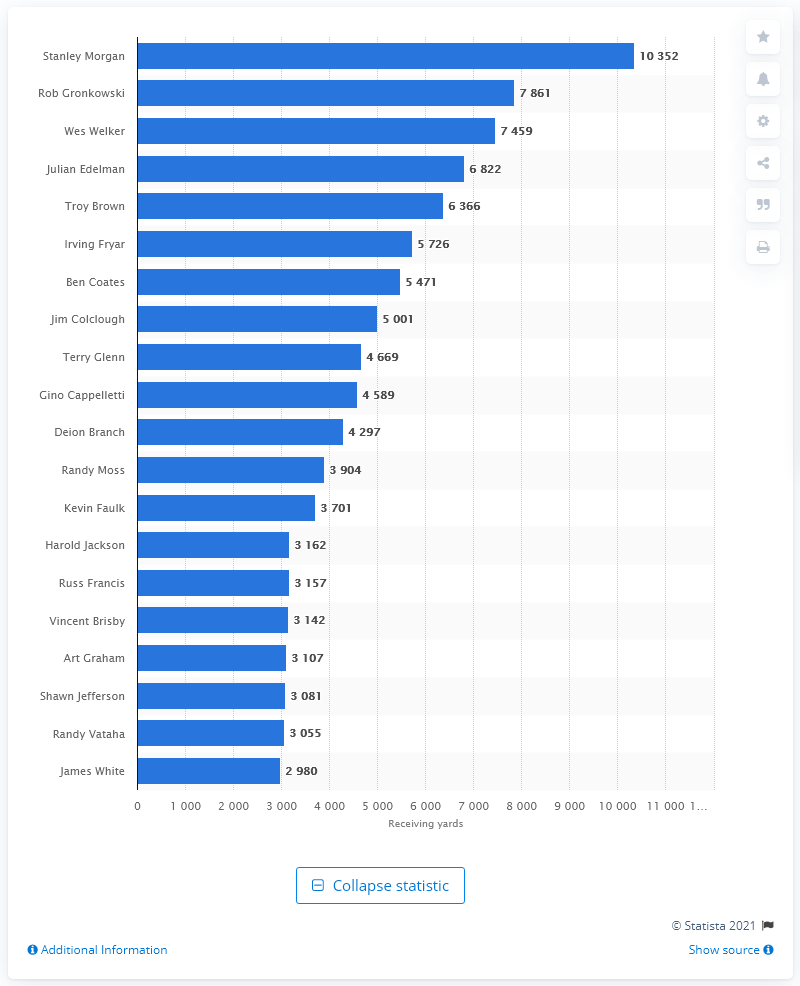 Stanley Morgan 10 352
Rob Gronkowski 7 861
Wes Welker 7 459
Julian Edelman 6 822
Troy Brown 6 366
Irving Fryar 5 726
Ben Coates 5 471
Jim Colclough 5 001
Terry Glenn 4 669
Gino Cappelletti 4 589
Deion Branch 4 297
Randy Moss 3 904
Kevin Faulk 3 701
Harold Jackson 3 162
Russ Francis 3 157
Vincent Brisby 3 142
Art Graham 3 107
Shawn Jefferson 3 081
Randy Vataha 3 055
James White 2 980
0 1 000 2 000 3 000 4 000 5 000 6 000 7 000 8 000 9 000 10 000 11 000 1...
Receiving yards
Collapse statistic
© Statista 2021
Additional Information Show source